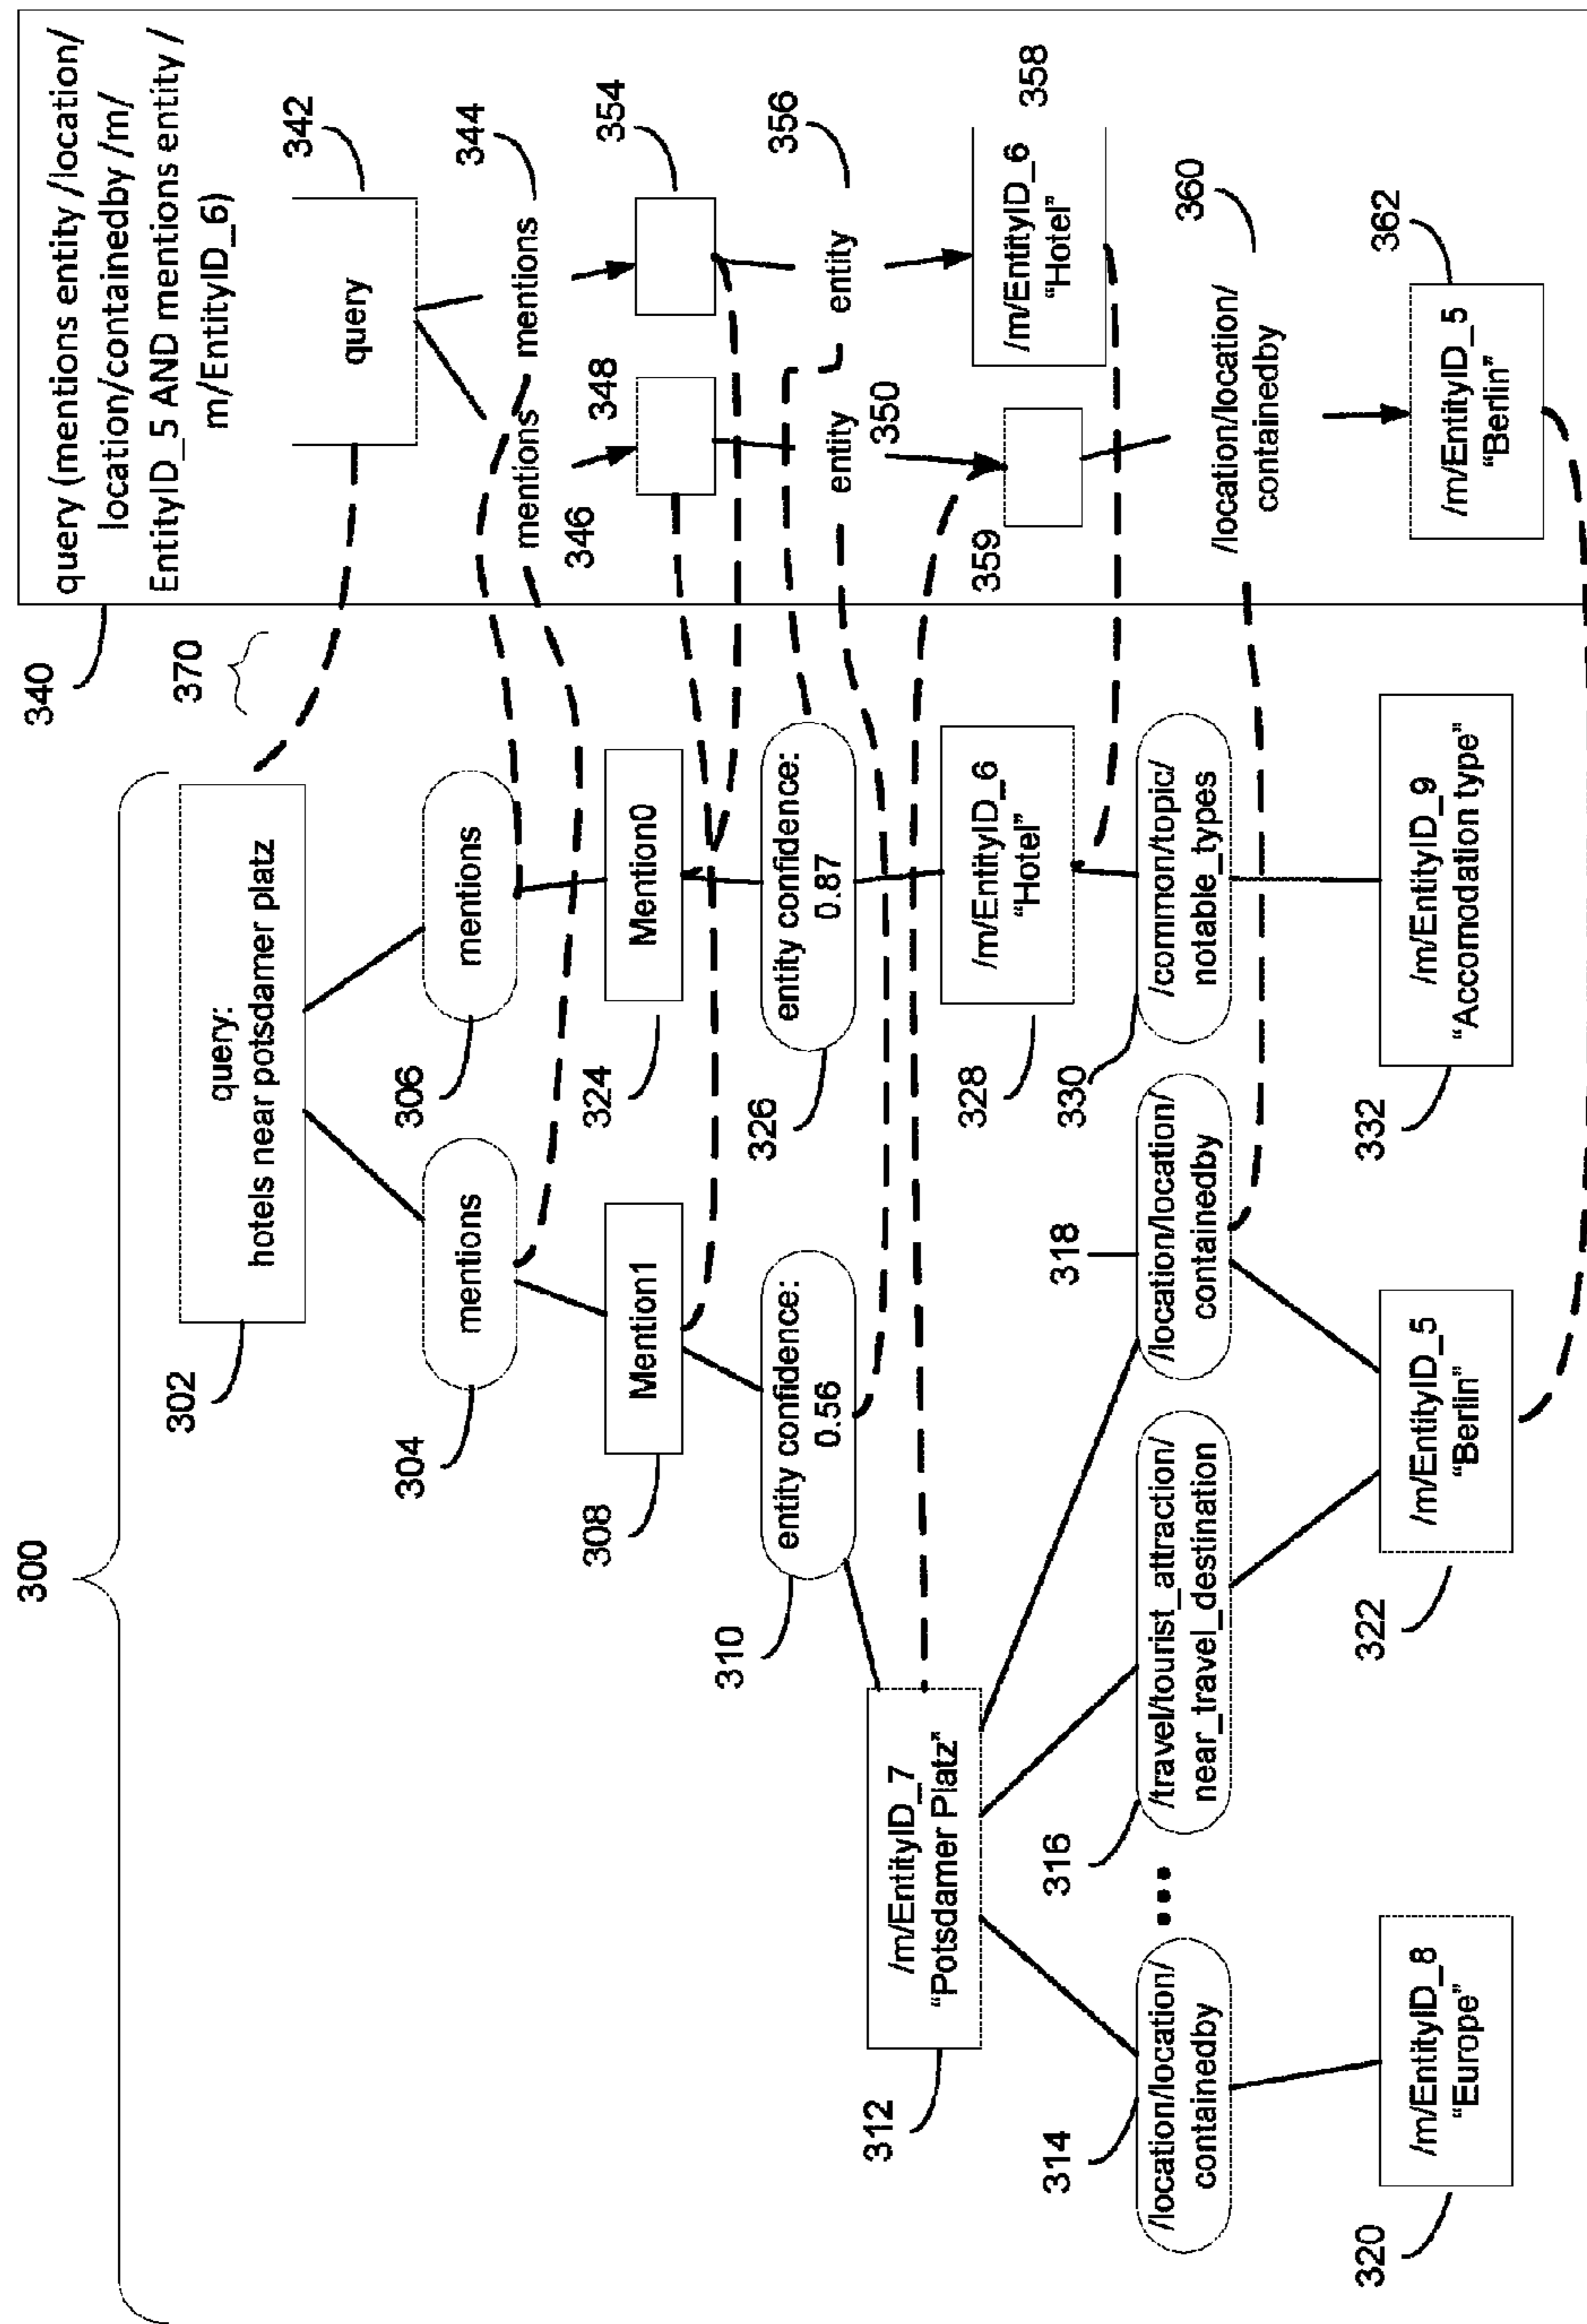 300
302
query:
hotels near potsdamer platz
304
mentions
306
mentions
308
Mention1
324
Mention0
310
entity confidence:
0.56
326
entity confidence:
0.87
312
/m/EntityID_7
“Potsdamer Platz”
328
/m/EntityID_6
“Hotel”
314
/location/location/
containedby
...
316
/travel/tourist_attraction/
near_travel_destination
318
/location/location/
containedby
330
/common/topic/
notable_types
320
/m/EntityID_8
“Europe”
322
/m/EntityID_5
“Berlin”
332
/m/EntityID_9
“Accomodation type”
340
370
query (mentions entity /location/
location/containedby /m/
EntityID_5 AND mentions entity /
m/EntityID_6)
342
query
344
346
mentions
mentions
348
354
350
entity
entity
356
358
/m/EntityID_6
“Hotel”
359
360
/location/location/
containedby
362
/m/EntityID_5
“Berlin”